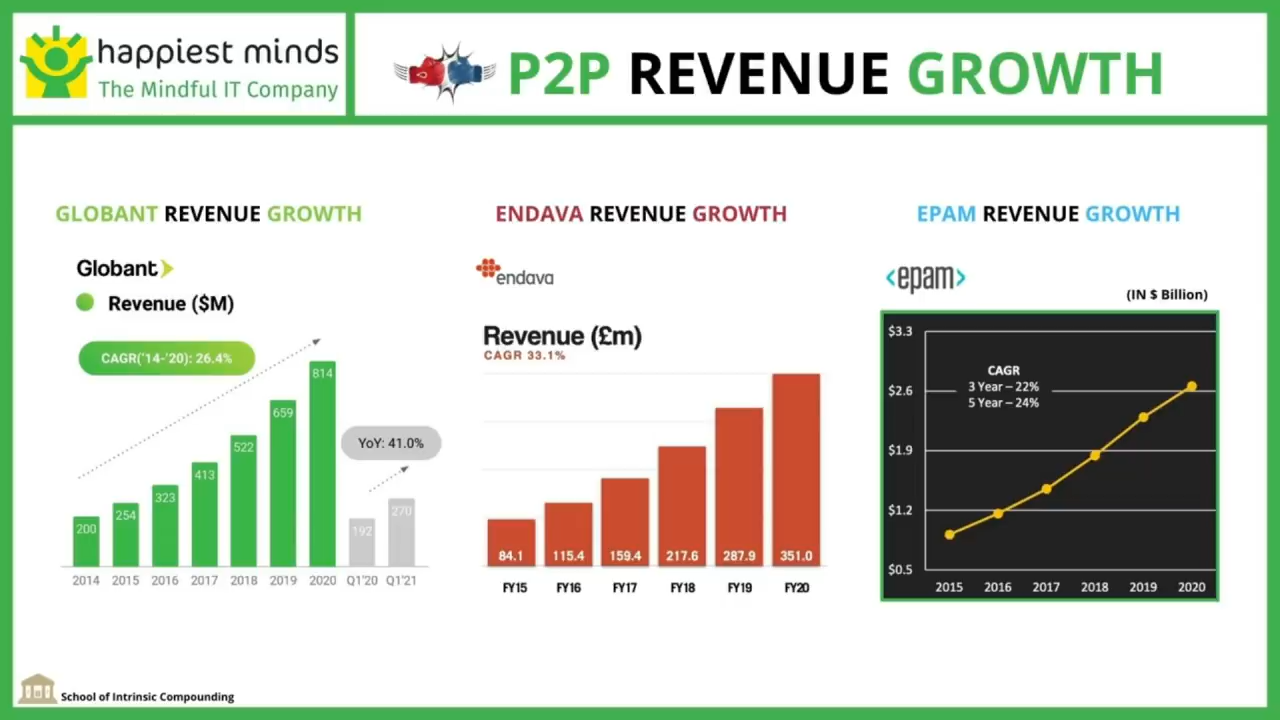 happiest minds
The Mindful IT Company
P2P REVENUE GROWTH
GLOBANT REVENUE GROWTH
Globant
Revenue ($M)
CAGR('14-'20): 26.4%
200
254
323
413
522
659
814
YoY: 41.0%
192
270
2014 2015 2016 2017 2018 2019 2020 Q1'20 Q1'21
ENDAVA REVENUE GROWTH
endava
Revenue (£m)
CAGR 33.1%
84.1 115.4 159.4 217.6 287.9 351.0
FY15 FY16 FY17 FY18 FY19 FY20
EPAM REVENUE GROWTH
<epam>
(IN $ Billion)
$3.3
CAGR
3 Year – 22%
5 Year – 24%
$2.6
$1.9
$1.2
$0.5
2015 2016 2017 2018 2019 2020
School of Intrinsic Compounding